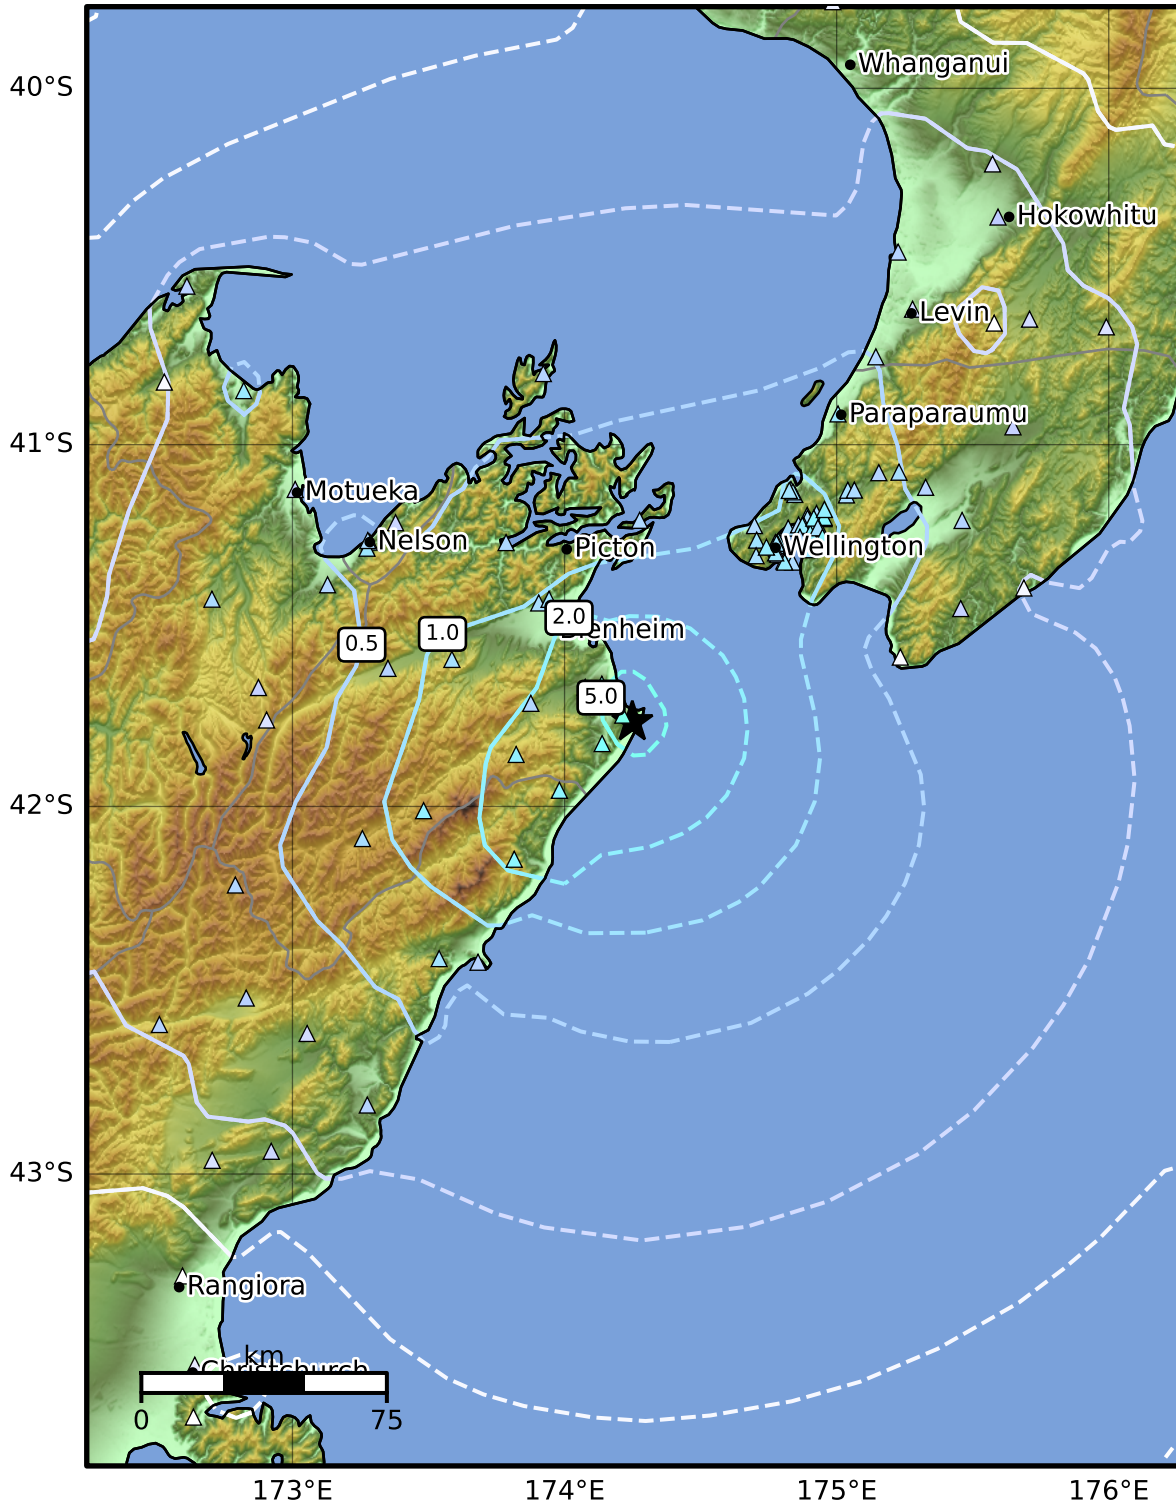 40°S
Whanganui
Hokowhitu
Levin
Paraparaumu
41°S
Motueka
Nelson
Picton
Wellington
2.0
Blenheim
1.0
0.5
5.0
42°S
43°S
Rangiora
km
Christchurch
0
75
173°E
174°E
175°E
176°E